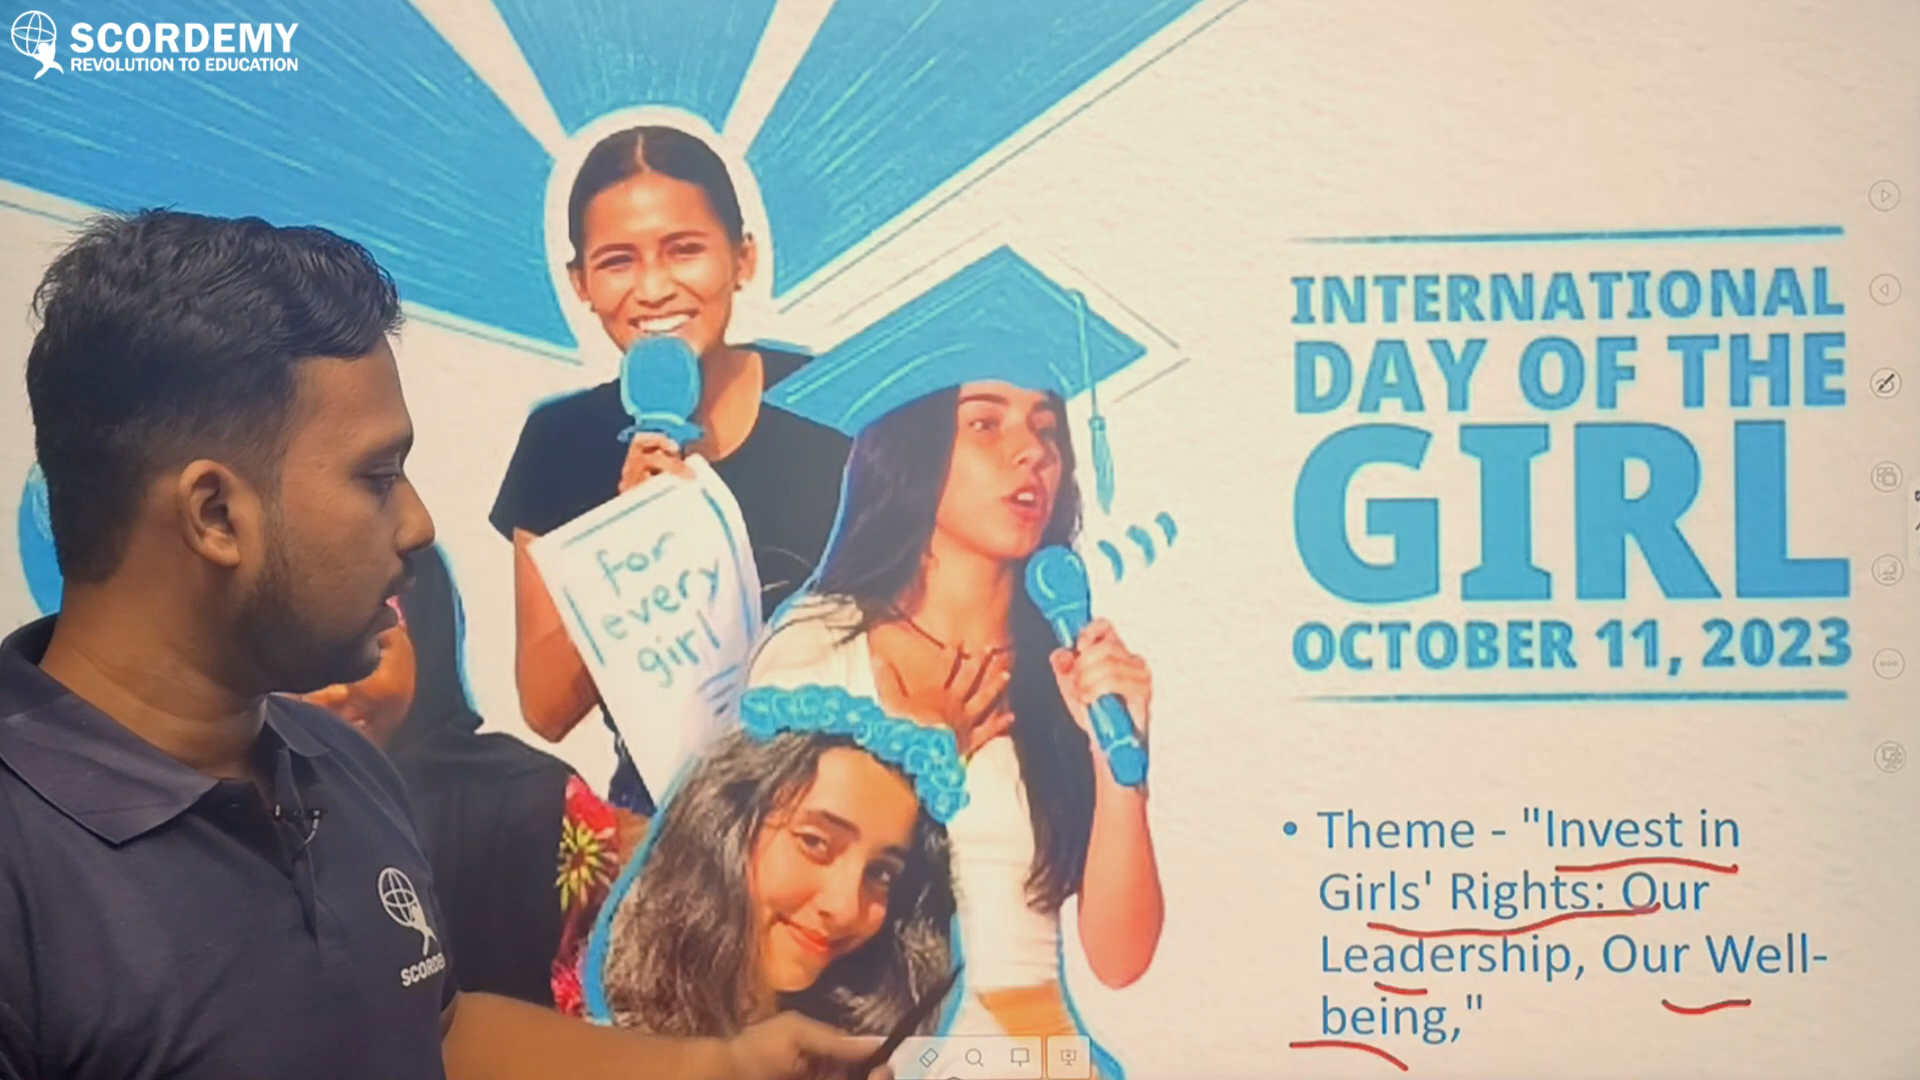 SCORDEMY
REVOLUTION TO EDUCATION
for
every
girl
INTERNATIONAL
DAY OF THE
GIRL
OCTOBER 11, 2023
• Theme - "Invest in
Girls' Rights: Our
Leadership, Our Well-
being,"